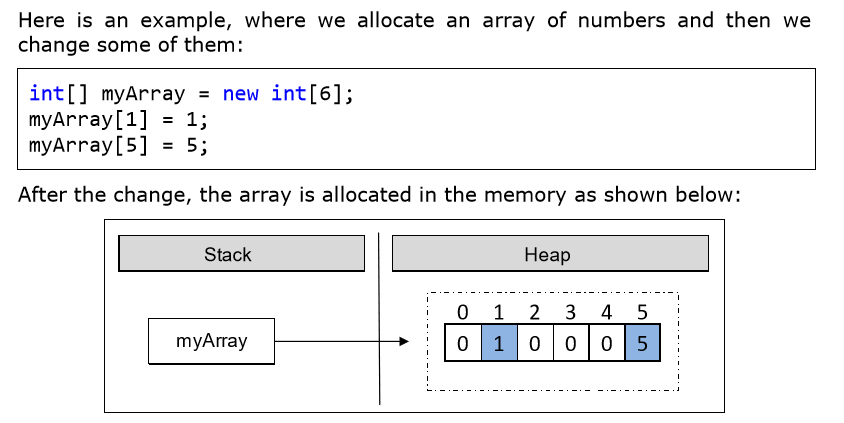 Here is an example, where we allocate an array of numbers and then we
change some of them:
int[] myArray = new int[6];
myArray[1] = 1;
myArray[5] = 5;
After the change, the array is allocated in the memory as shown below:
Stack
Heap
myArray
0 1 2 3 4 5
0 1 0 0 0 5